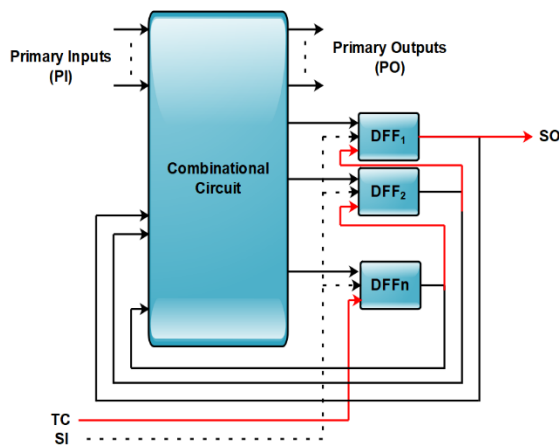 Primary Inputs
(PI)
Primary Outputs
(PO)
Combinational
Circuit
DFF1
SO
DFF2
DFFn
TC
SI